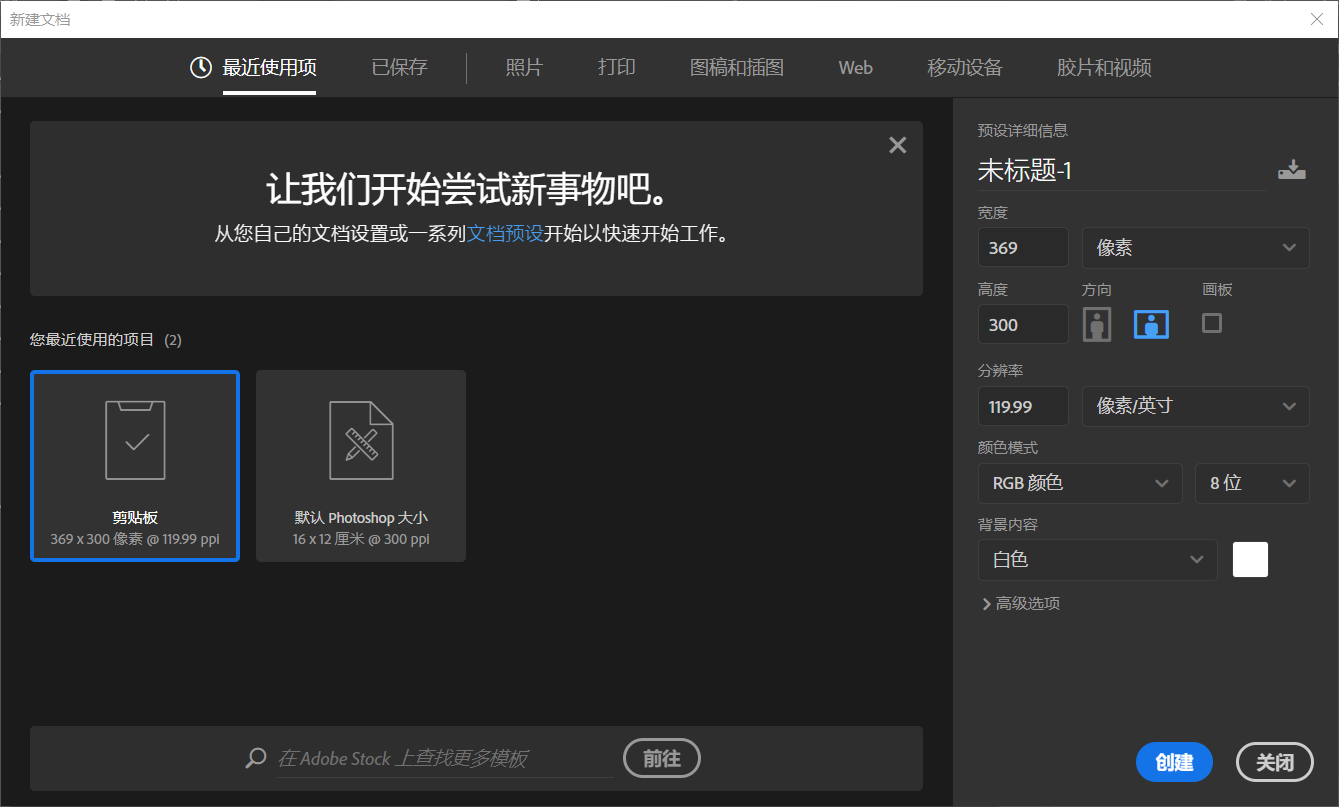 新建文档
最近使用项 已保存 照片 打印 图稿和插图 Web 移动设备 胶片和视频
让我们开始尝试新事物吧。
从您自己的文档设置或一系列文档预设开始以快速开始工作。
您最近使用的项目 (2)
剪贴板
369 x 300 像素 @ 119.99 ppi
默认 Photoshop 大小
16 x 12 厘米 @ 300 ppi
在 Adobe Stock 上查找更多模板 前往
预设详细信息
未标题-1
宽度
369 像素
高度 方向 画板
300
分辨率
119.99 像素/英寸
颜色模式
RGB 颜色 8 位
背景内容
白色
高级选项
创建 关闭